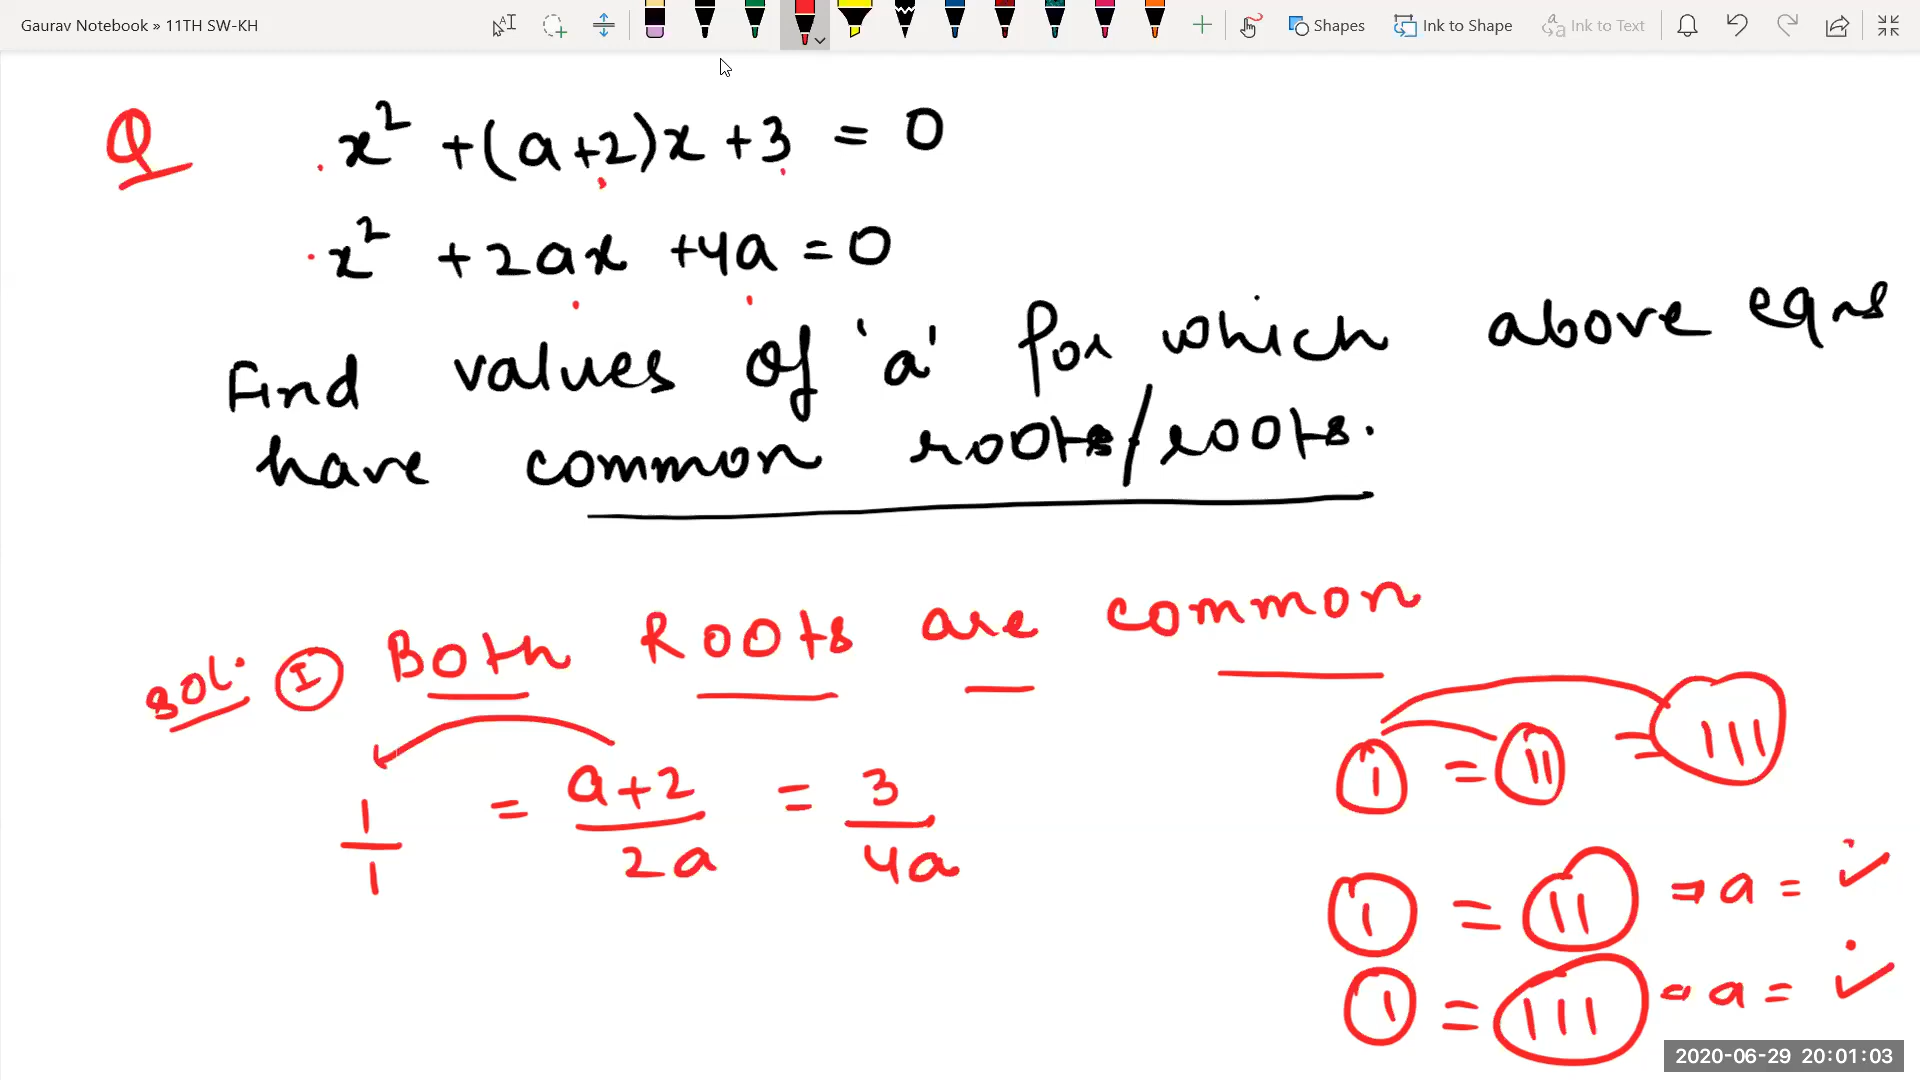 Gaurav Notebook » 11TH SW-KH
Shapes Ink to Shape Ink to Text
Q x² + (a+2)x + 3 = 0
x² + 2ax + 4a = 0
Find values of 'a' for which above eqns
have common roots/roots.
Sol: I Both Roots are common
1/1 = a+2/2a = 3/4a
I = II = III
I = II ⇒ a = ✓
I = III ⇒ a = ✓
2020-06-29 20:01:03